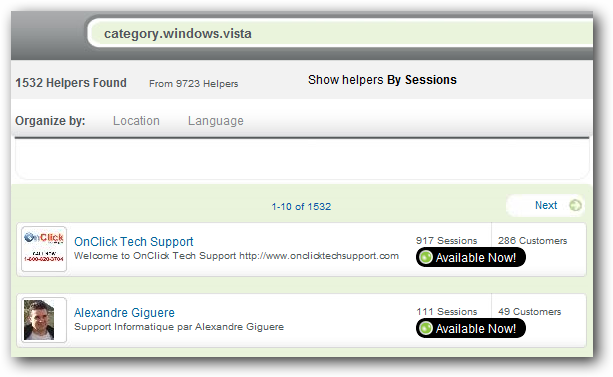 category.windows.vista
1532 Helpers Found From 9723 Helpers Show helpers By Sessions
Organize by: Location Language
1-10 of 1532 Next
OnClick
CALL NOW
1-800-828-3704
OnClick Tech Support
Welcome to OnClick Tech Support http://www.onclicktechsupport.com
917 Sessions 286 Customers
Available Now!
Alexandre Giguere
Support Informatique par Alexandre Giguere
111 Sessions 49 Customers
Available Now!